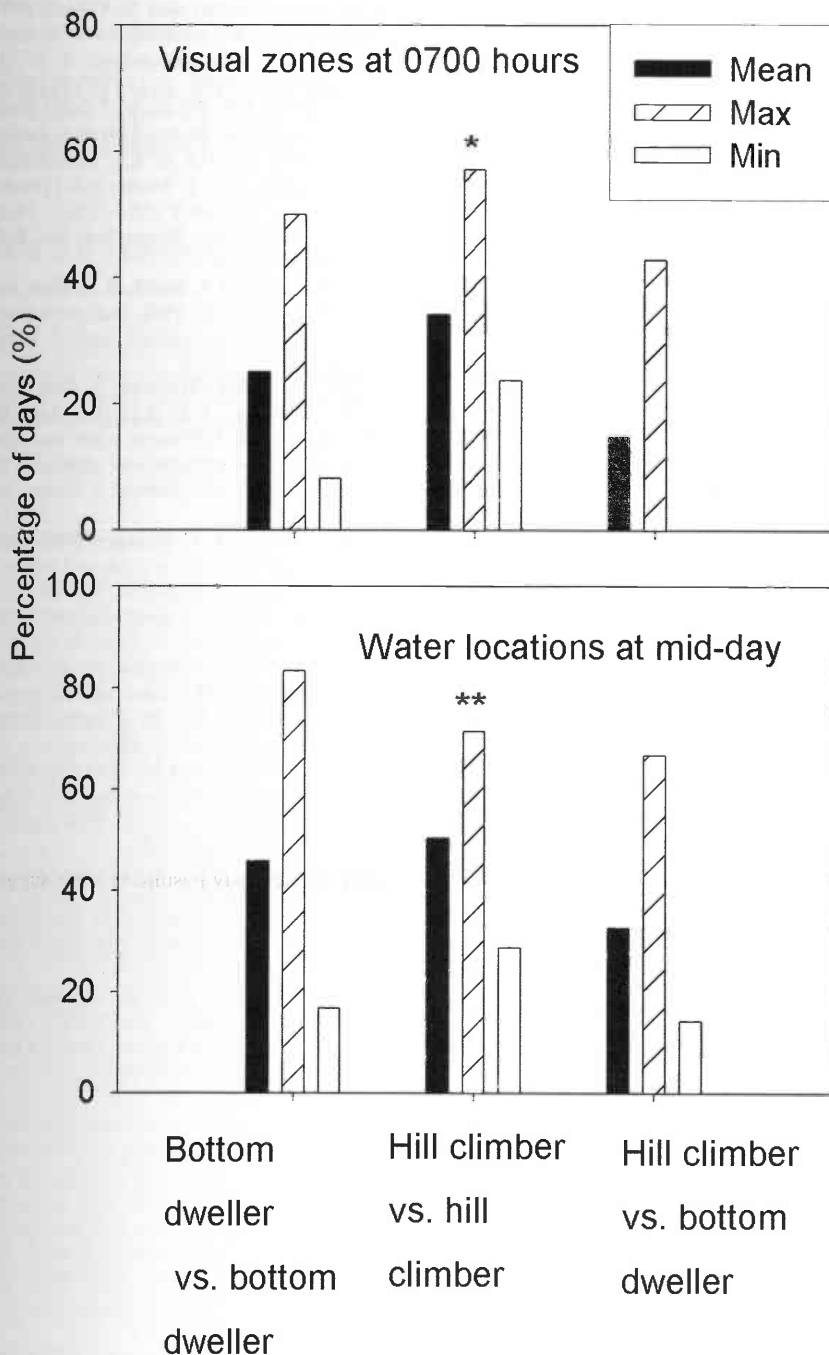 80
Visual zones at 0700 hours
Mean
Max
Min
60
*
40
20
0
Percentage of days (%)
100
Water locations at mid-day
80
**
60
40
20
0
Bottom
dweller
vs. bottom
dweller
Hill climber
vs. hill
climber
Hill climber
vs. bottom
dweller